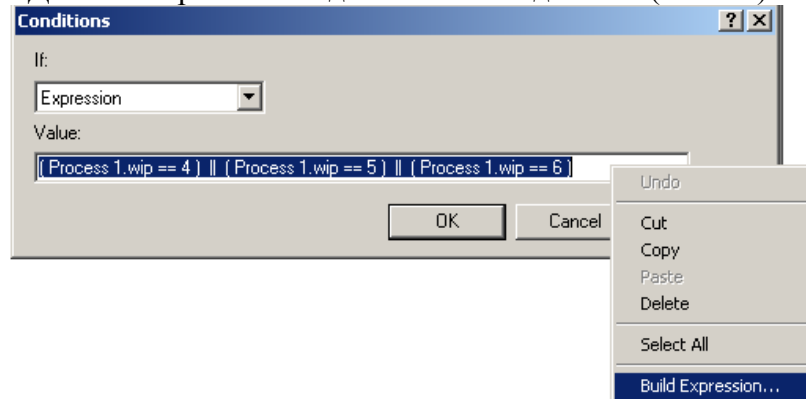 Conditions
If:
Expression
Value:
( Process 1.wip == 4 ) || ( Process 1.wip == 5 ) || ( Process 1.wip == 6 )
OK Cancel
Undo
Cut
Copy
Paste
Delete
Select All
Build Expression...